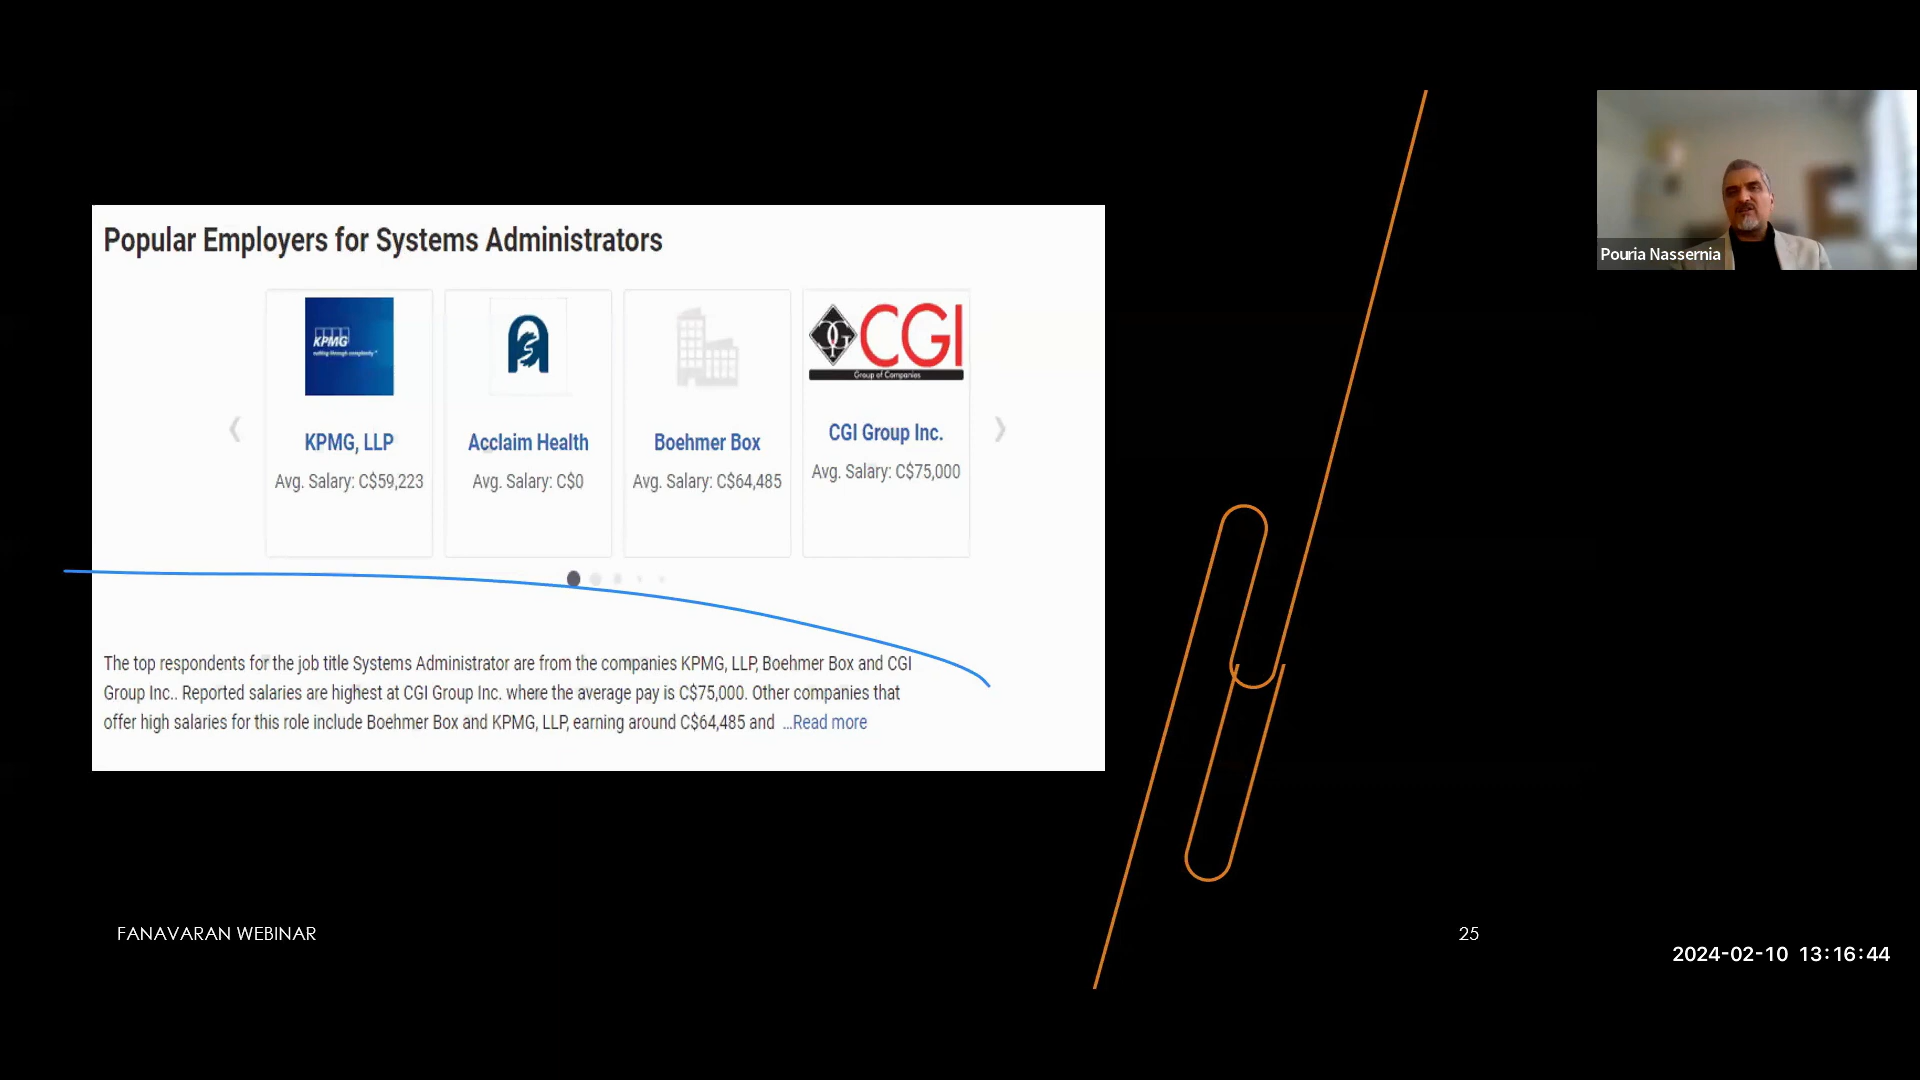 Popular Employers for Systems Administrators
KPMG
cutting through complexity™
CGI
Group of Companies
KPMG, LLP
Acclaim Health
Boehmer Box
CGI Group Inc.
Avg. Salary: C$59,223
Avg. Salary: C$0
Avg. Salary: C$64,485
Avg. Salary: C$75,000
The top respondents for the job title Systems Administrator are from the companies KPMG, LLP, Boehmer Box and CGI
Group Inc.. Reported salaries are highest at CGI Group Inc. where the average pay is C$75,000. Other companies that
offer high salaries for this role include Boehmer Box and KPMG, LLP, earning around C$64,485 and ...Read more
Pouria Nassernia
FANAVARAN WEBINAR
25
2024-02-10 13:16:44